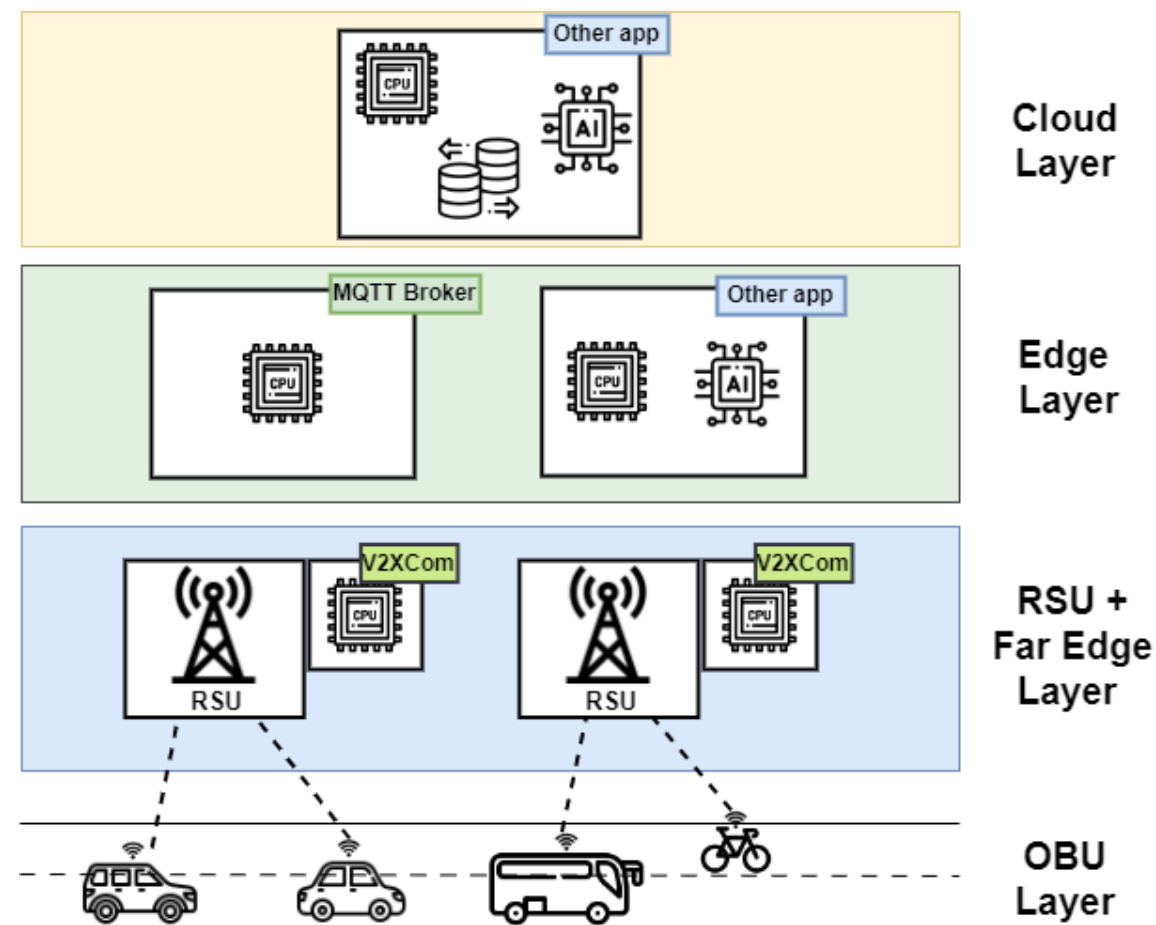 Other app
CPU
AI
Cloud
Layer
MQTT Broker
CPU
Other app
CPU
AI
Edge
Layer
RSU
V2XCom
CPU
RSU
V2XCom
CPU
RSU +
Far Edge
Layer
OBU
Layer